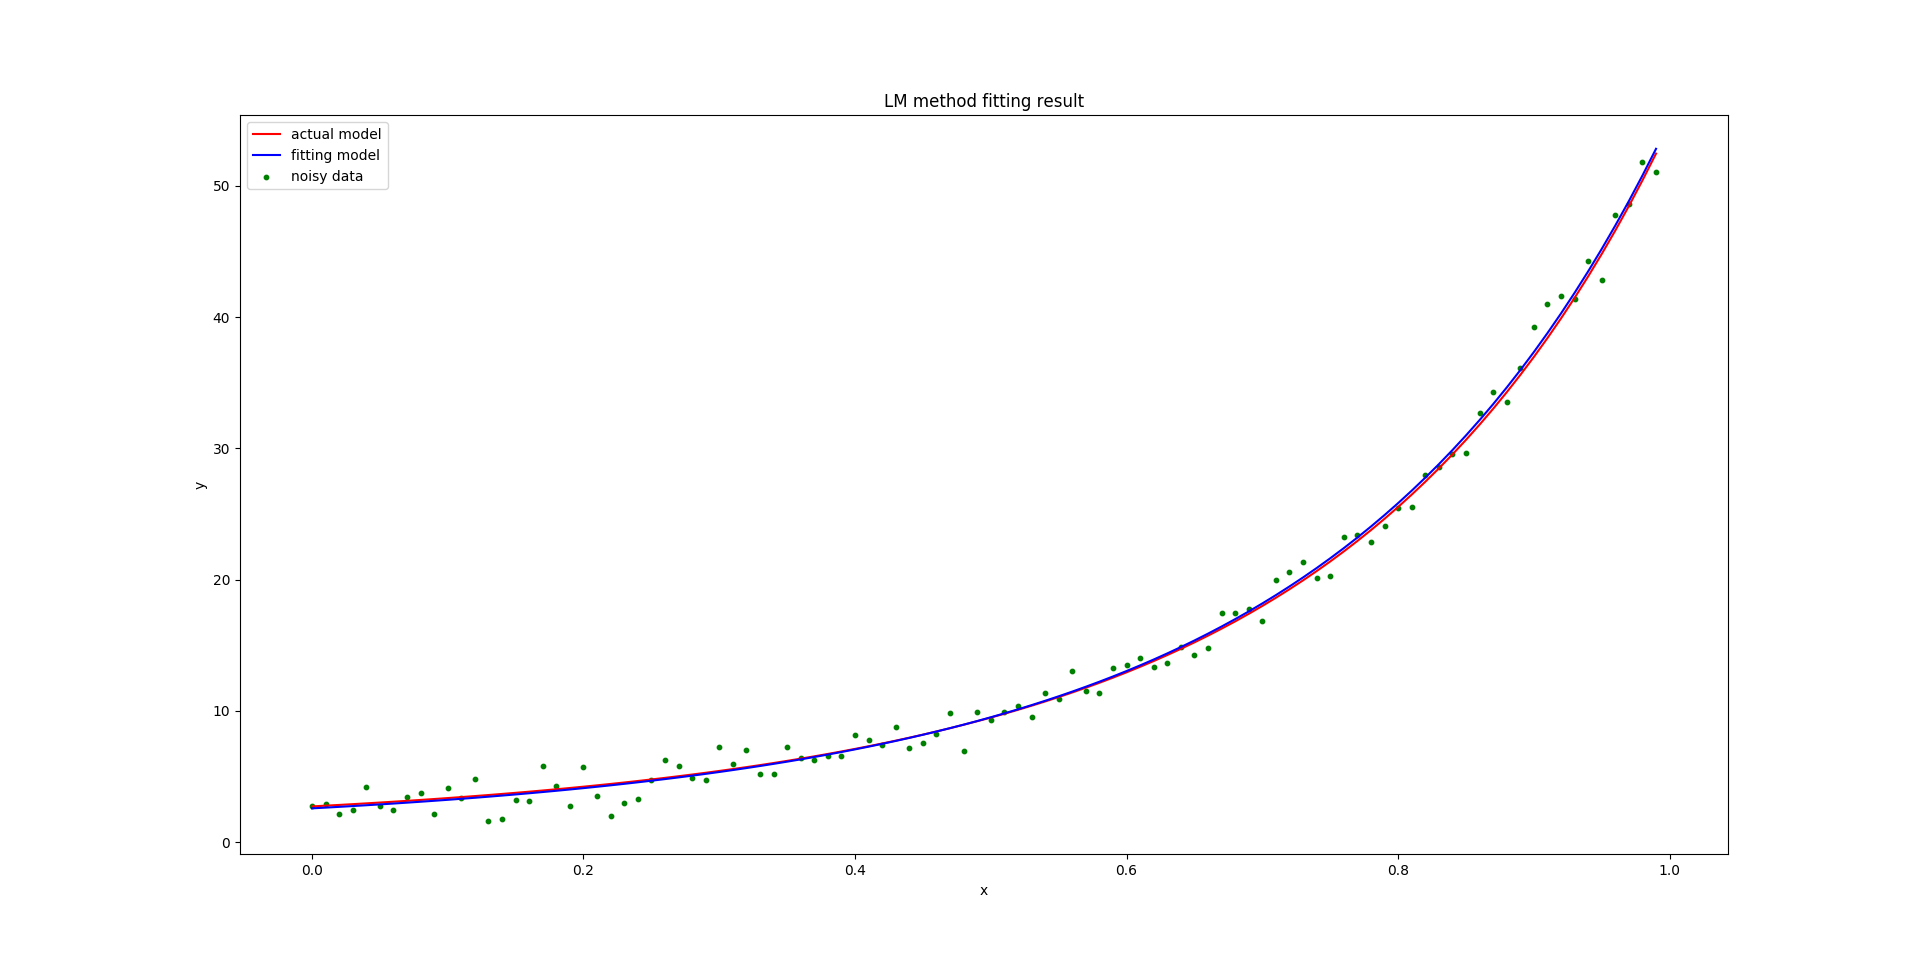 LM method fitting result
actual model
fitting model
noisy data
50
40
30
20
10
0
y
0.0 0.2 0.4 0.6 0.8 1.0
x